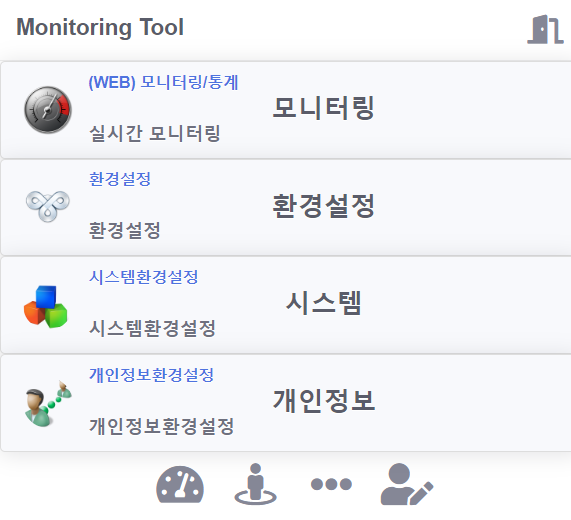 Monitoring Tool
(WEB) 모니터링/통계
모니터링
실시간 모니터링
환경설정
환경설정
환경설정
시스템환경설정
시스템
시스템환경설정
개인정보환경설정
개인정보
개인정보환경설정